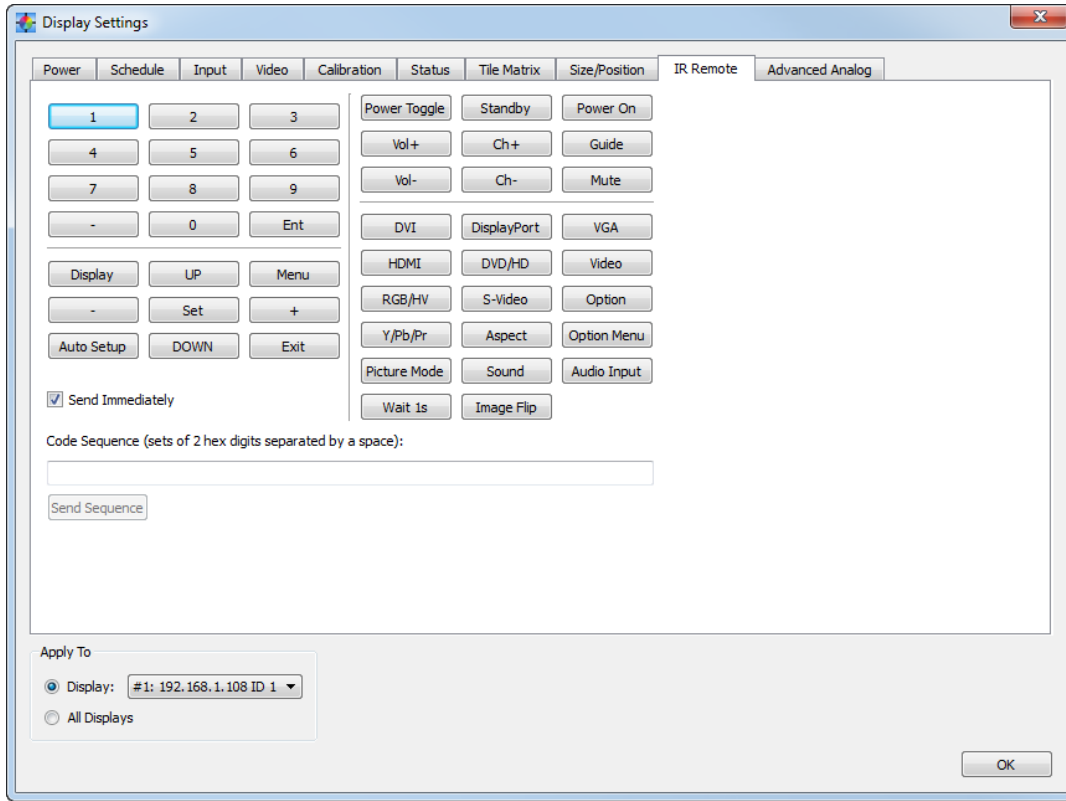 Display Settings
Power Schedule Input Video Calibration Status Tile Matrix Size/Position IR Remote Advanced Analog
1 2 3
4 5 6
7 8 9
- 0 Ent
Display UP Menu
- Set +
Auto Setup DOWN Exit
Send Immediately
Power Toggle Standby Power On
Vol+ Ch+ Guide
Vol- Ch- Mute
DVI DisplayPort VGA
HDMI DVD/HD Video
RGB/HV S-Video Option
Y/Pb/Pr Aspect Option Menu
Picture Mode Sound Audio Input
Wait 1s Image Flip
Code Sequence (sets of 2 hex digits separated by a space):
Send Sequence
Apply To
Display: #1: 192.168.1.108 ID 1
All Displays
OK